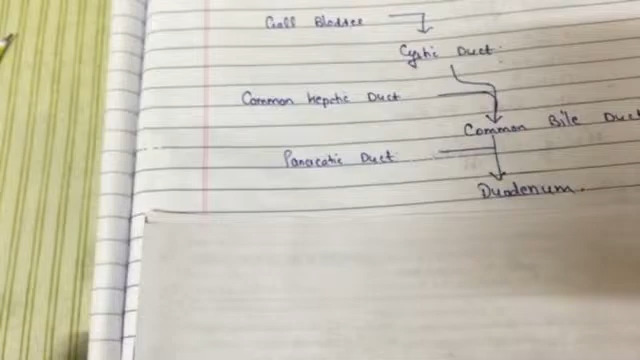 Gall Bladder
Cystic Duct
Common Hepatic Duct
Common Bile Duct
Pancreatic Duct
Duodenum.